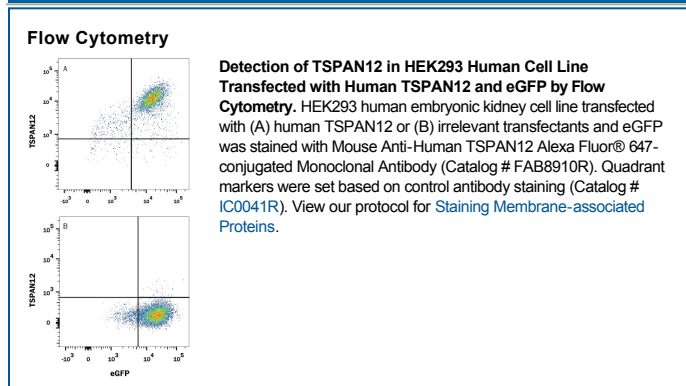 Flow Cytometry
A
TSPAN12
10⁵
10⁴
10³
0
-10³ 0 10³ 10⁴ 10⁵
B
TSPAN12
10⁵
10⁴
10³
0
-10³ 0 10³ 10⁴ 10⁵
eGFP
Detection of TSPAN12 in HEK293 Human Cell Line
Transfected with Human TSPAN12 and eGFP by Flow
Cytometry. HEK293 human embryonic kidney cell line transfected
with (A) human TSPAN12 or (B) irrelevant transfectants and eGFP
was stained with Mouse Anti-Human TSPAN12 Alexa Fluor® 647-
conjugated Monoclonal Antibody (Catalog # FAB8910R). Quadrant
markers were set based on control antibody staining (Catalog #
IC0041R). View our protocol for Staining Membrane-associated
Proteins.